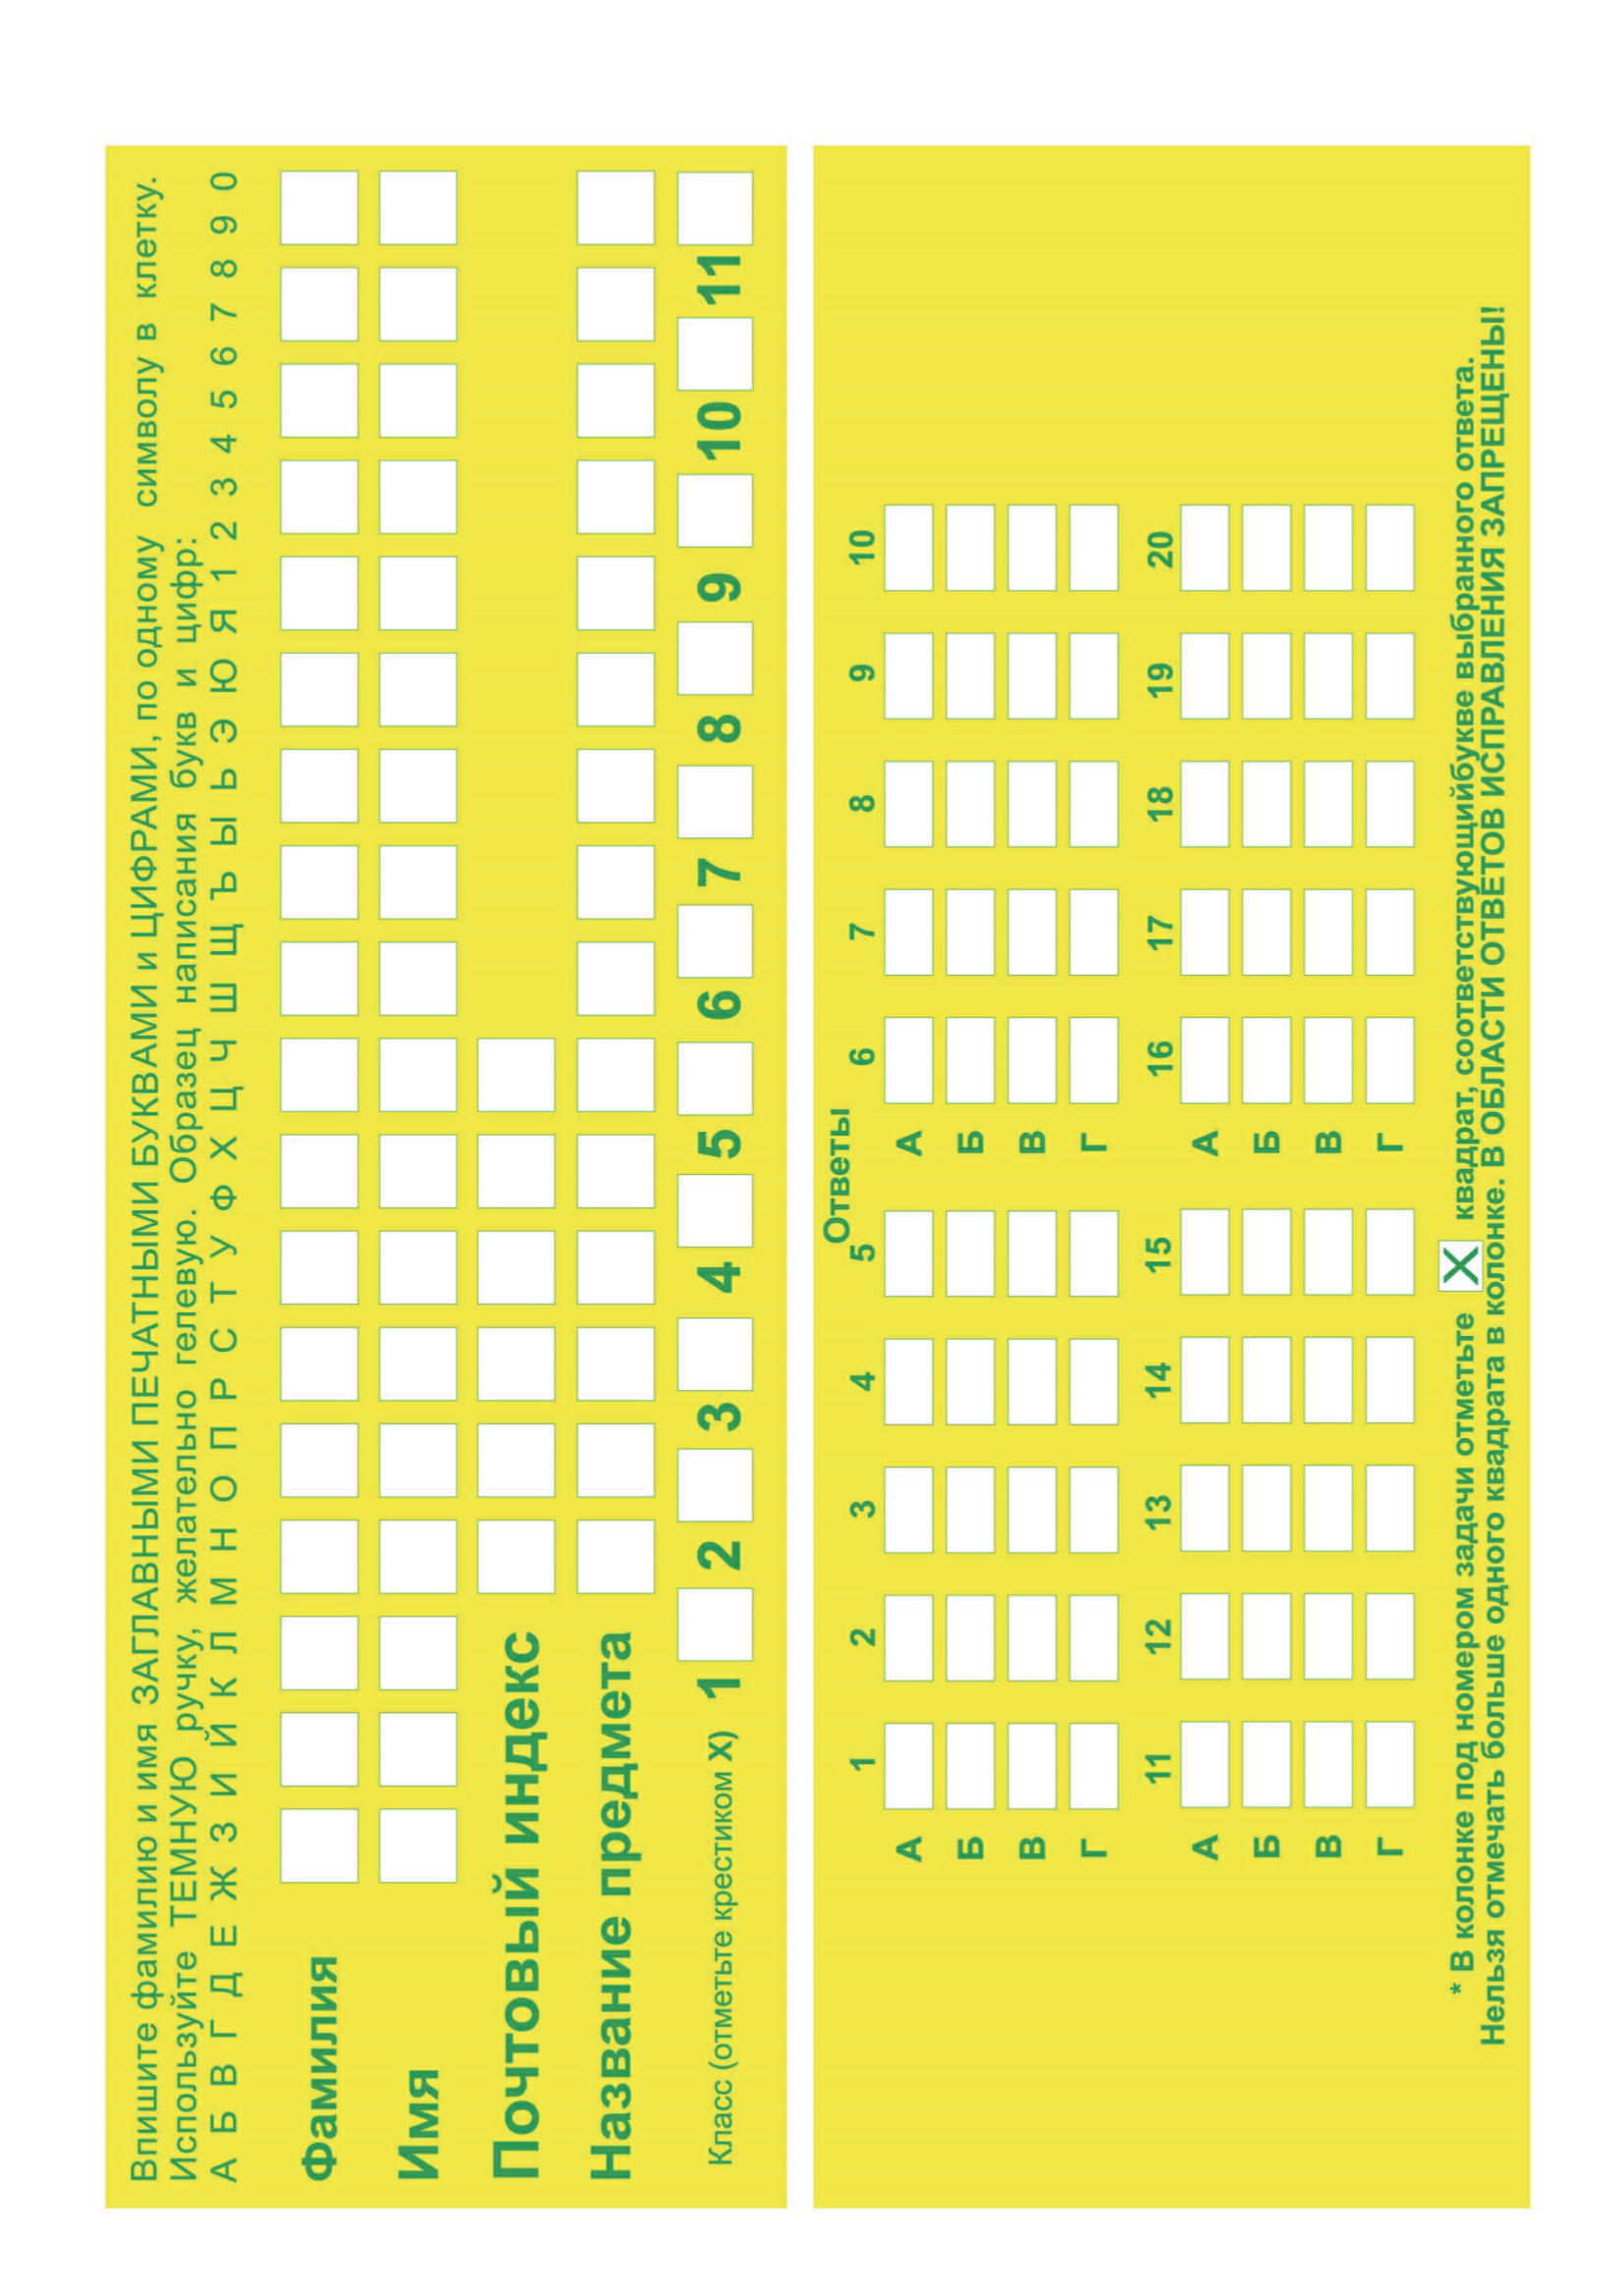 Впишите фамилию и имя ЗАГЛАВНЫМИ ПЕЧАТНЫМИ БУКВАМИ и ЦИФРАМИ, по одному символу в клетку.
Используйте ТЕМНУЮ ручку, желательно гелевую. Образец написания букв и цифр:
А Б В Г Д Е Ж З И Й К Л М Н О П Р С Т У Ф Х Ц Ч Ш Щ Ъ Ы Ь Э Ю Я 1 2 3 4 5 6 7 8 9 0
Фамилия
Имя
Почтовый индекс
Название предмета
Класс (отметьте крестиком Х) 1 2 3 4 5 6 7 8 9 10 11
Ответы
1 2 3 4 5 6 7 8 9 10
А А
Б Б
В В
Г Г
11 12 13 14 15 16 17 18 19 20
А А
Б Б
В В
Г Г
* В колонке под номером задачи отметьте X квадрат, соответствующийбукве выбранного ответа.
Нельзя отмечать больше одного квадрата в колонке. В ОБЛАСТИ ОТВЕТОВ ИСПРАВЛЕНИЯ ЗАПРЕЩЕНЫ!